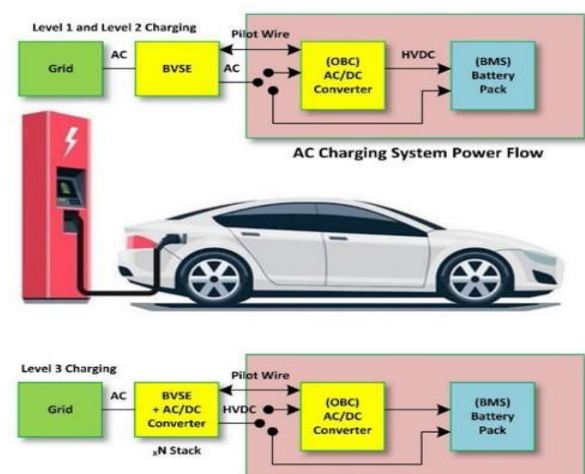 Level 1 and Level 2 Charging
Pilot Wire
Grid
AC
BVSE
AC
(OBC)
AC/DC
Converter
HVDC
(BMS)
Battery
Pack
AC Charging System Power Flow
Level 3 Charging
Pilot Wire
Grid
AC
BVSE
+ AC/DC
Converter
HVDC
(OBC)
AC/DC
Converter
(BMS)
Battery
Pack
xN Stack